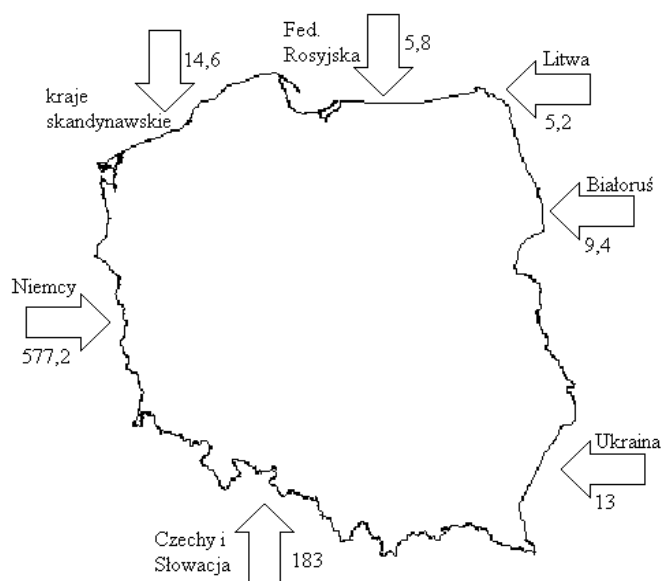 Fed.
Rosyjska
5,8
14,6
kraje
skandynawskie
Litwa
5,2
Białoruś
9,4
Niemcy
577,2
Ukraina
13
Czechy i
Słowacja
183